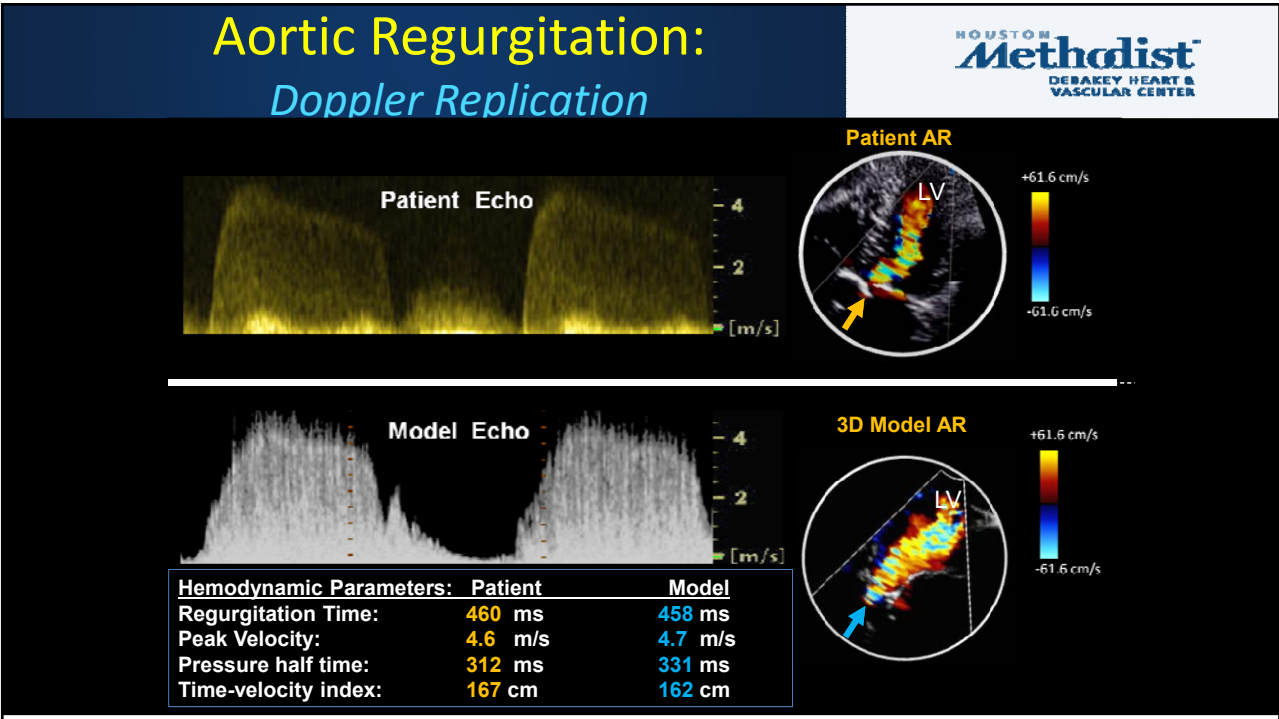 Aortic Regurgitation:
Doppler Replication
HOUSTON
Methodist
DEBAKEY HEART &
VASCULAR CENTER
Patient AR
Patient Echo
4
2
[m/s]
LV
+61.6 cm/s
-61.6 cm/s
3D Model AR
Model Echo
4
2
[m/s]
LV
+61.6 cm/s
-61.6 cm/s
Hemodynamic Parameters: Patient Model
Regurgitation Time: 460 ms 458 ms
Peak Velocity: 4.6 m/s 4.7 m/s
Pressure half time: 312 ms 331 ms
Time-velocity index: 167 cm 162 cm